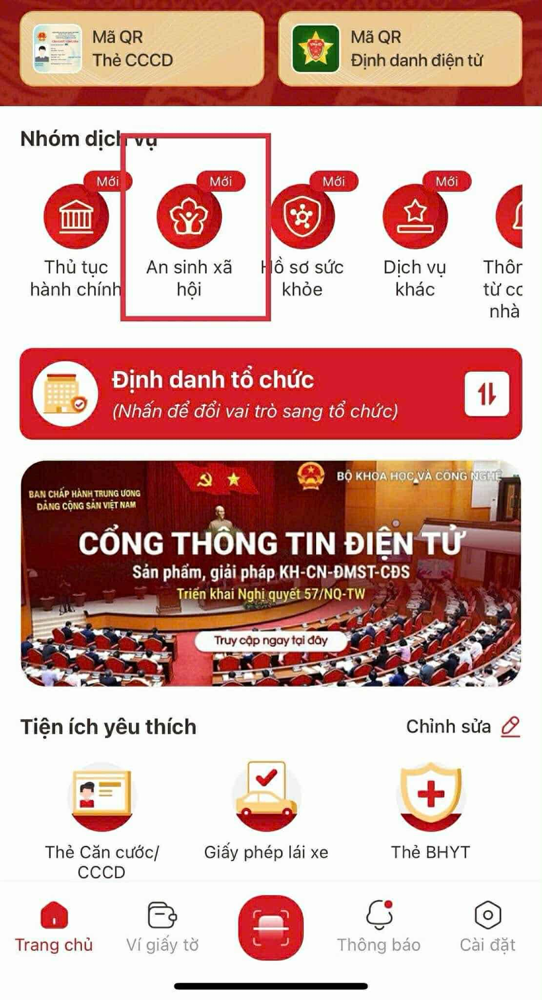 Mã QR
Thẻ CCCD
Mã QR
Định danh điện tử
Nhóm dịch vụ
Mới
Mới
Mới
Mới
Thủ tục
hành chính
An sinh xã
hội
Hồ sơ sức
khỏe
Dịch vụ
khác
Thôn
từ cơ
nhà
Định danh tổ chức
(Nhấn để đổi vai trò sang tổ chức)
BAN CHẤP HÀNH TRUNG ƯƠNG
ĐẢNG CỘNG SẢN VIỆT NAM
BỘ KHOA HỌC VÀ CÔNG NGHỆ
CỔNG THÔNG TIN ĐIỆN TỬ
Sản phẩm, giải pháp KH-CN-ĐMST-CĐS
Triển khai Nghị quyết 57/NQ-TW
Truy cập ngay tại đây
Tiện ích yêu thích
Chỉnh sửa
Thẻ Căn cước/
CCCD
Giấy phép lái xe
Thẻ BHYT
Trang chủ
Ví giấy tờ
Thông báo
Cài đặt